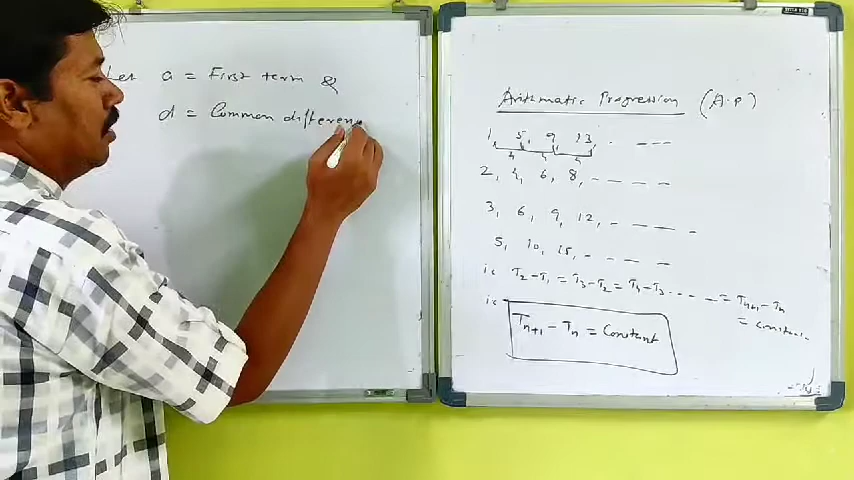 Let a = First term &
d = Common differenc
Arithmatic Progression (A.P)
1, 5, 9, 13, - - - -
4 4 4
2, 4, 6, 8, - - - -
3, 6, 9, 12, - - - -
5, 10, 15, - - - -
ie T2-T1 = T3-T2 = T4-T3 - - - - = Tn+1-Tn
= constant.
ie Tn+1 - Tn = Constant